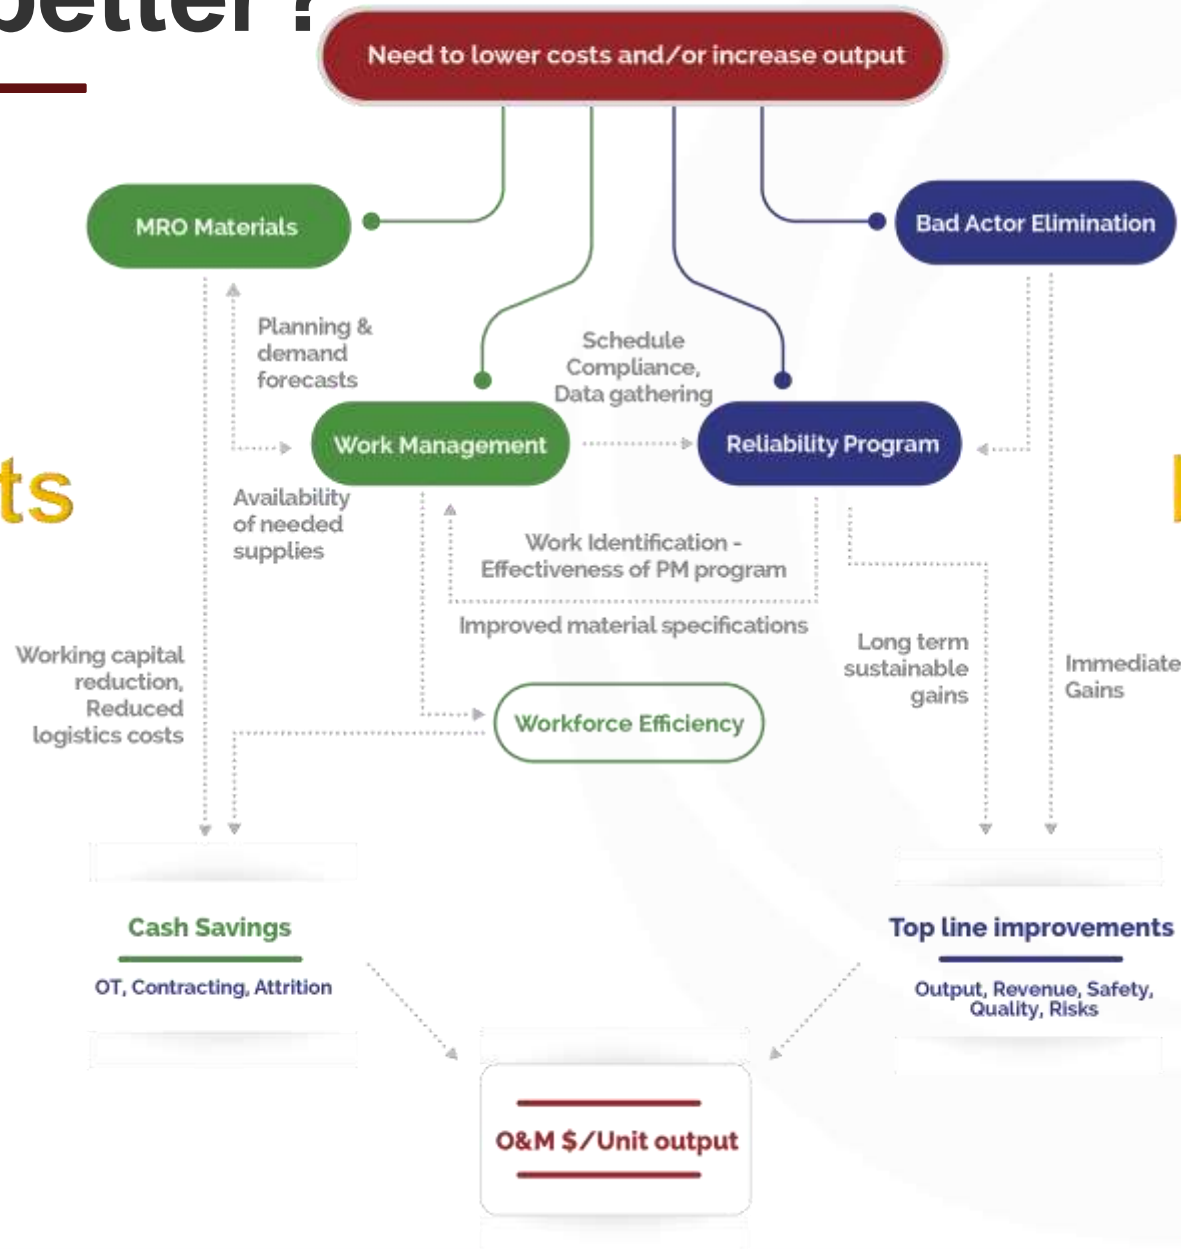 better?
Need to lower costs and/or increase output
MRO Materials
Bad Actor Elimination
Planning &
demand
forecasts
Schedule
Compliance,
Data gathering
Work Management
Reliability Program
ts
Availability
of needed
supplies
Work Identification -
Effectiveness of PM program
Improved material specifications
Working capital
reduction,
Reduced
logistics costs
Long term
sustainable
gains
Immediate
Gains
Workforce Efficiency
Cash Savings
OT, Contracting, Attrition
Top line improvements
Output, Revenue, Safety,
Quality, Risks
O&M $/Unit output